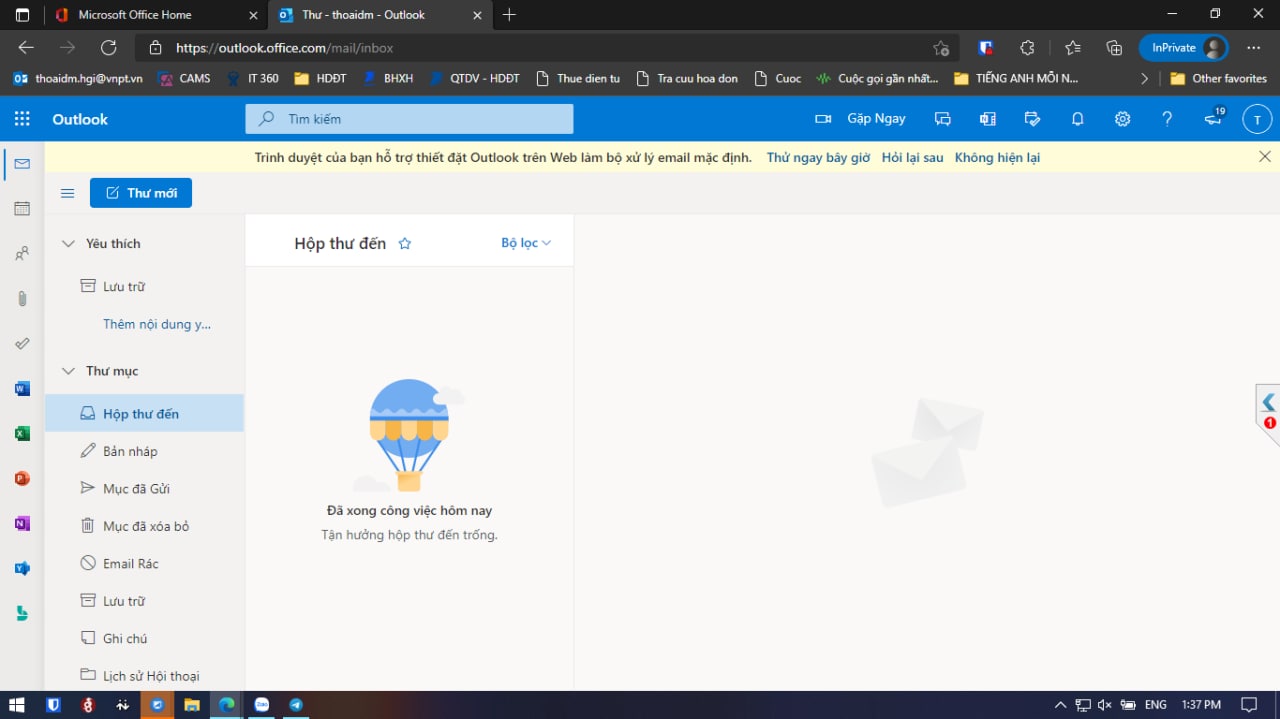 Microsoft Office Home
Thư - thoaidm - Outlook
https://outlook.office.com/mail/inbox
InPrivate
thoaidm.hgi@vnpt.vn
CAMS
IT 360
HDĐT
BHXH
QTDV - HDĐT
Thue dien tu
Tra cuu hoa don
Cuoc
Cuộc gọi gần nhất...
TIẾNG ANH MỖI N...
Other favorites
Outlook
Tìm kiếm
Gặp Ngay
19
T
Trình duyệt của bạn hỗ trợ thiết đặt Outlook trên Web làm bộ xử lý email mặc định. Thử ngay bây giờ Hỏi lại sau Không hiện lại
Thư mới
Yêu thích
Lưu trữ
Thêm nội dung y...
Thư mục
Hộp thư đến
Bản nháp
Mục đã Gửi
Mục đã xóa bỏ
Email Rác
Lưu trữ
Ghi chú
Lịch sử Hội thoại
Hộp thư đến
Bộ lọc
Đã xong công việc hôm nay
Tận hưởng hộp thư đến trống.
1
ENG
1:37 PM